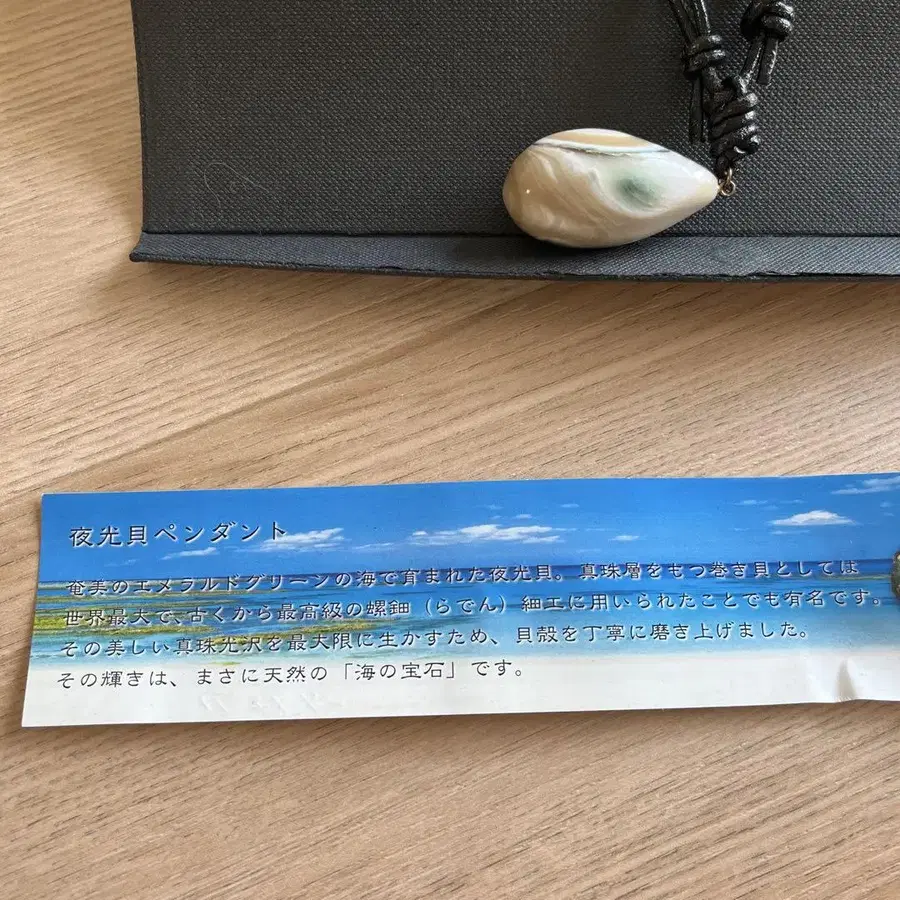 夜光貝ペンダント
奄美のエメラルドグリーンの海で育まれた夜光貝。真珠層をもつ巻き貝としては
世界最大で、古くから最高級の螺鈿（らでん）細工に用いられたことでも有名です。
その美しい真珠光沢を最大限に生かすため、貝殻を丁寧に磨き上げました。
その輝きは、まさに天然の「海の宝石」です。